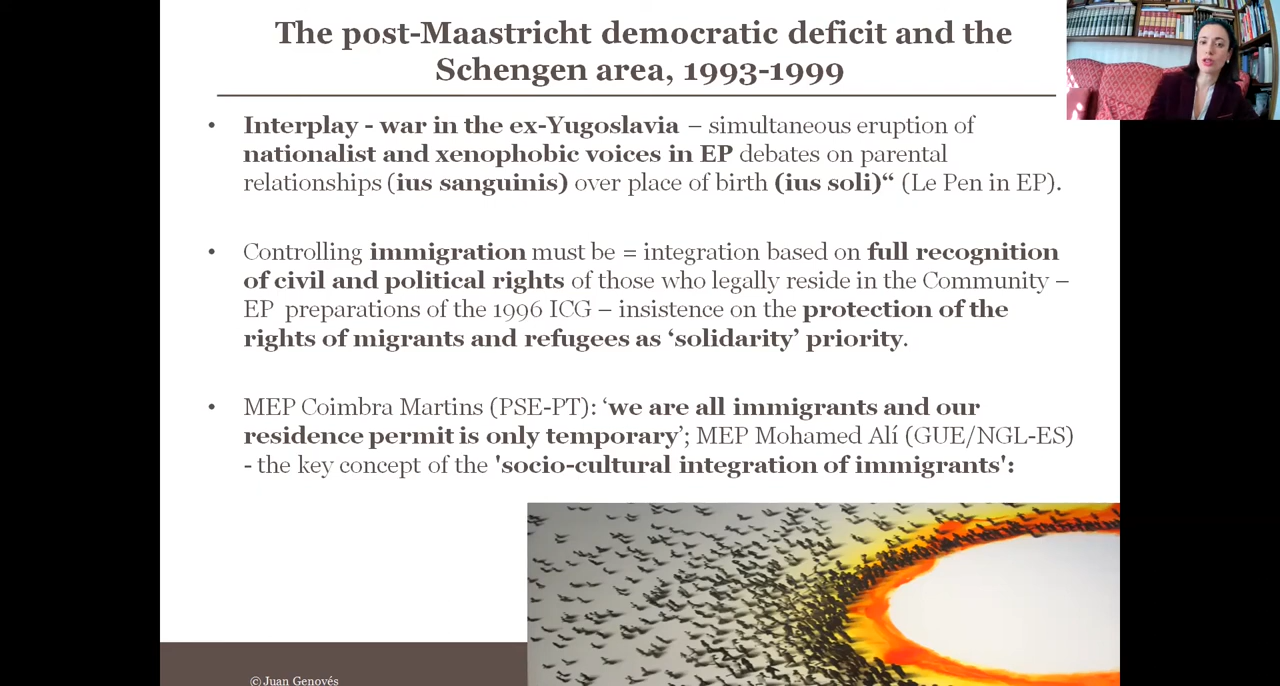 The post-Maastricht democratic deficit and the
Schengen area, 1993-1999
• Interplay - war in the ex-Yugoslavia – simultaneous eruption of
nationalist and xenophobic voices in EP debates on parental
relationships (ius sanguinis) over place of birth (ius soli)“ (Le Pen in EP).
• Controlling immigration must be = integration based on full recognition
of civil and political rights of those who legally reside in the Community –
EP  preparations of the 1996 ICG – insistence on the protection of the
rights of migrants and refugees as ‘solidarity’ priority.
• MEP Coimbra Martins (PSE-PT): ‘we are all immigrants and our
residence permit is only temporary’; MEP Mohamed Alí (GUE/NGL-ES)
- the key concept of the 'socio-cultural integration of immigrants':
© Juan Genovés